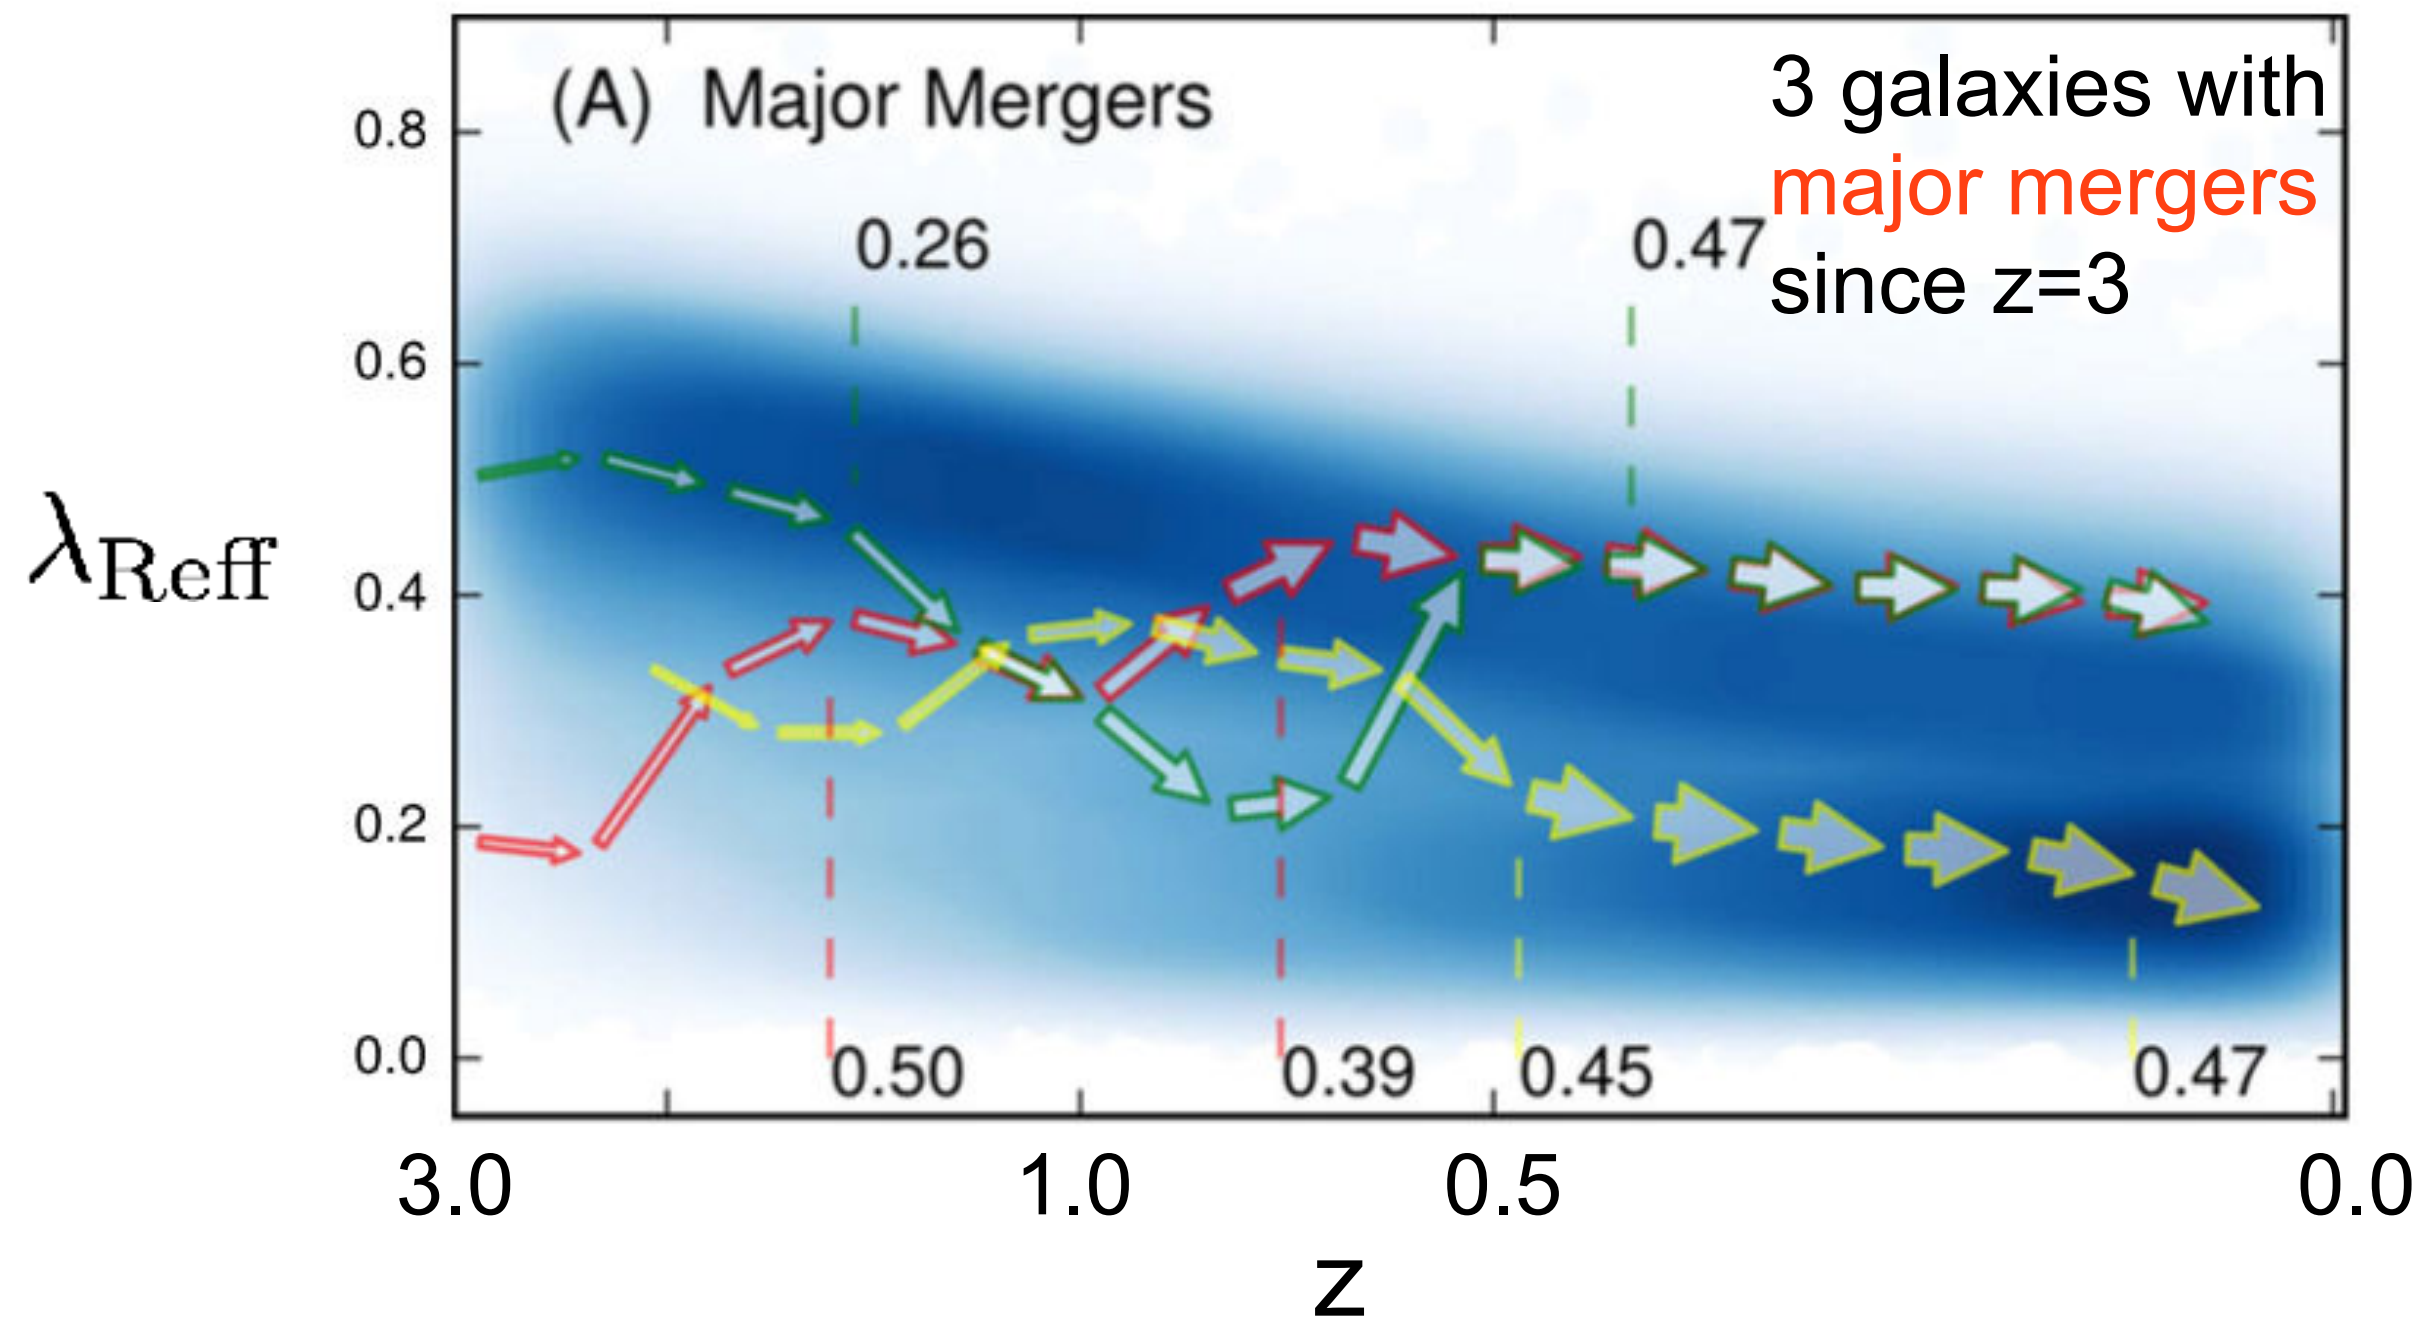 (A) Major Mergers
3 galaxies with
major mergers
since z=3
0.26
0.47
0.8
0.6
0.4
0.2
0.0
λReff
0.50
0.39
0.45
0.47
3.0
1.0
0.5
0.0
z